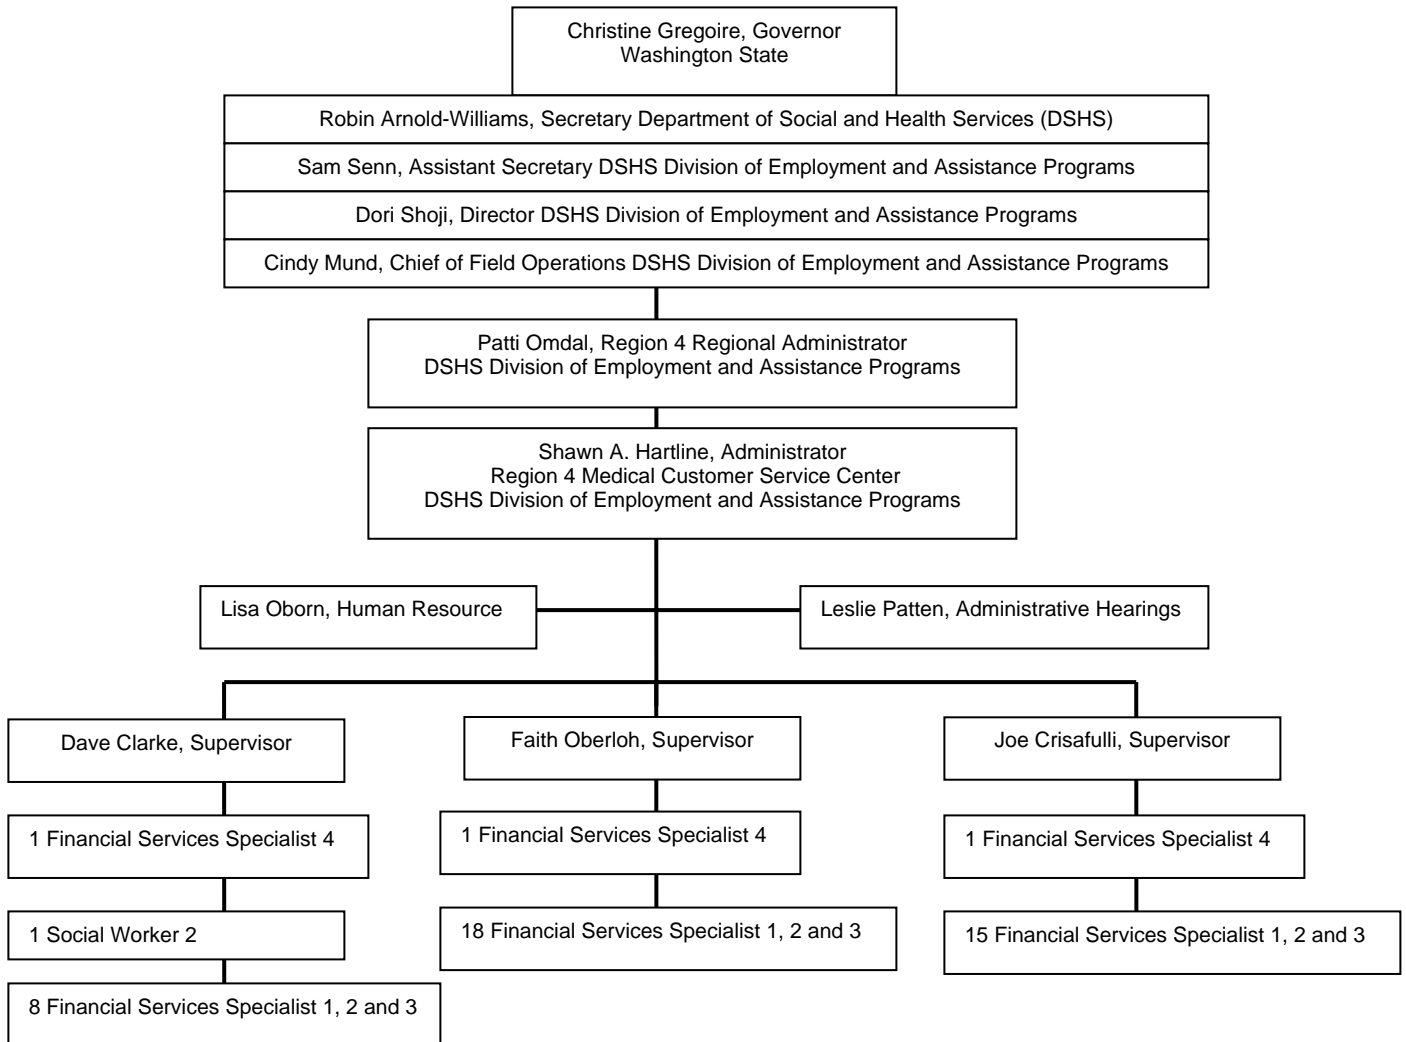 Christine Gregoire, Governor
Washington State
Robin Arnold-Williams, Secretary Department of Social and Health Services (DSHS)
Sam Senn, Assistant Secretary DSHS Division of Employment and Assistance Programs
Dori Shoji, Director DSHS Division of Employment and Assistance Programs
Cindy Mund, Chief of Field Operations DSHS Division of Employment and Assistance Programs
Patti Omdal, Region 4 Regional Administrator
DSHS Division of Employment and Assistance Programs
Shawn A. Hartline, Administrator
Region 4 Medical Customer Service Center
DSHS Division of Employment and Assistance Programs
Lisa Oborn, Human Resource
Leslie Patten, Administrative Hearings
Dave Clarke, Supervisor
Faith Oberloh, Supervisor
Joe Crisafulli, Supervisor
1 Financial Services Specialist 4
1 Financial Services Specialist 4
1 Financial Services Specialist 4
1 Social Worker 2
18 Financial Services Specialist 1, 2 and 3
15 Financial Services Specialist 1, 2 and 3
8 Financial Services Specialist 1, 2 and 3